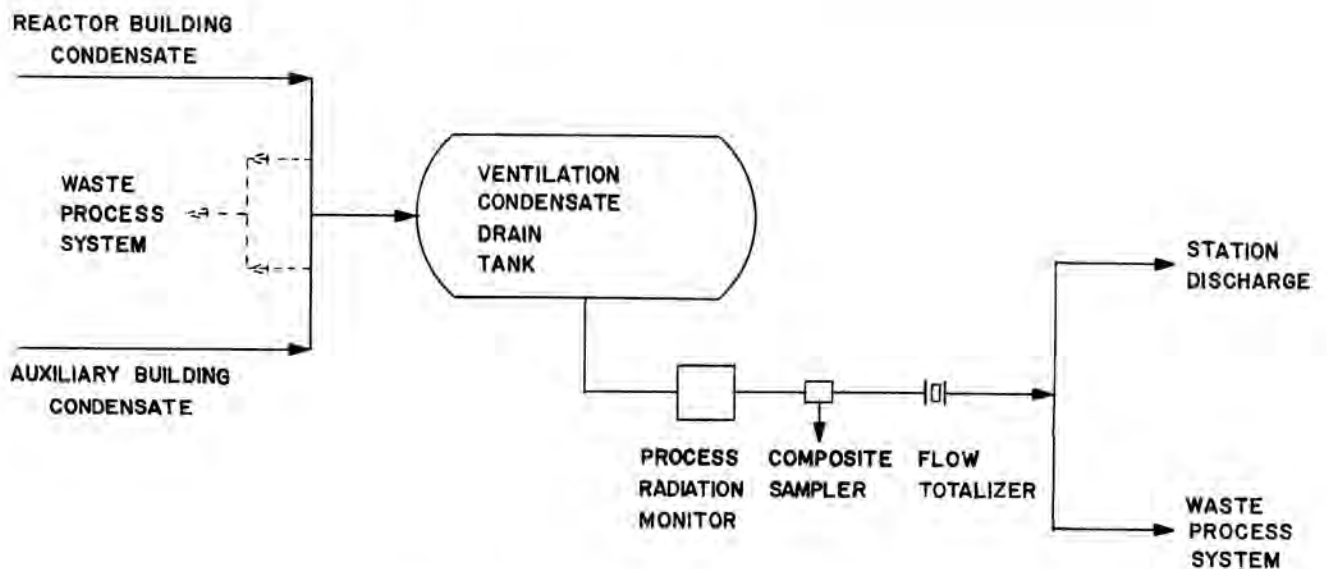 REACTOR BUILDING
CONDENSATE
WASTE
PROCESS
SYSTEM
AUXILIARY BUILDING
CONDENSATE
VENTILATION
CONDENSATE
DRAIN
TANK
PROCESS
RADIATION
MONITOR
COMPOSITE
SAMPLER
FLOW
TOTALIZER
STATION
DISCHARGE
WASTE
PROCESS
SYSTEM